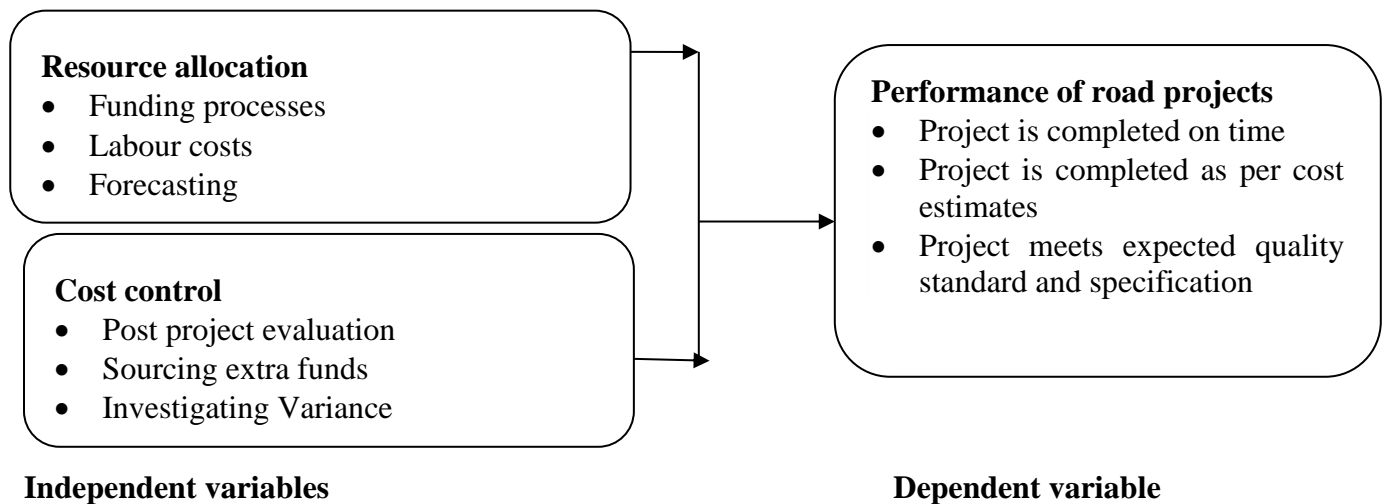 Resource allocation
• Funding processes
• Labour costs
• Forecasting
Cost control
• Post project evaluation
• Sourcing extra funds
• Investigating Variance
Independent variables
Performance of road projects
• Project is completed on time
• Project is completed as per cost
estimates
• Project meets expected quality
standard and specification
Dependent variable